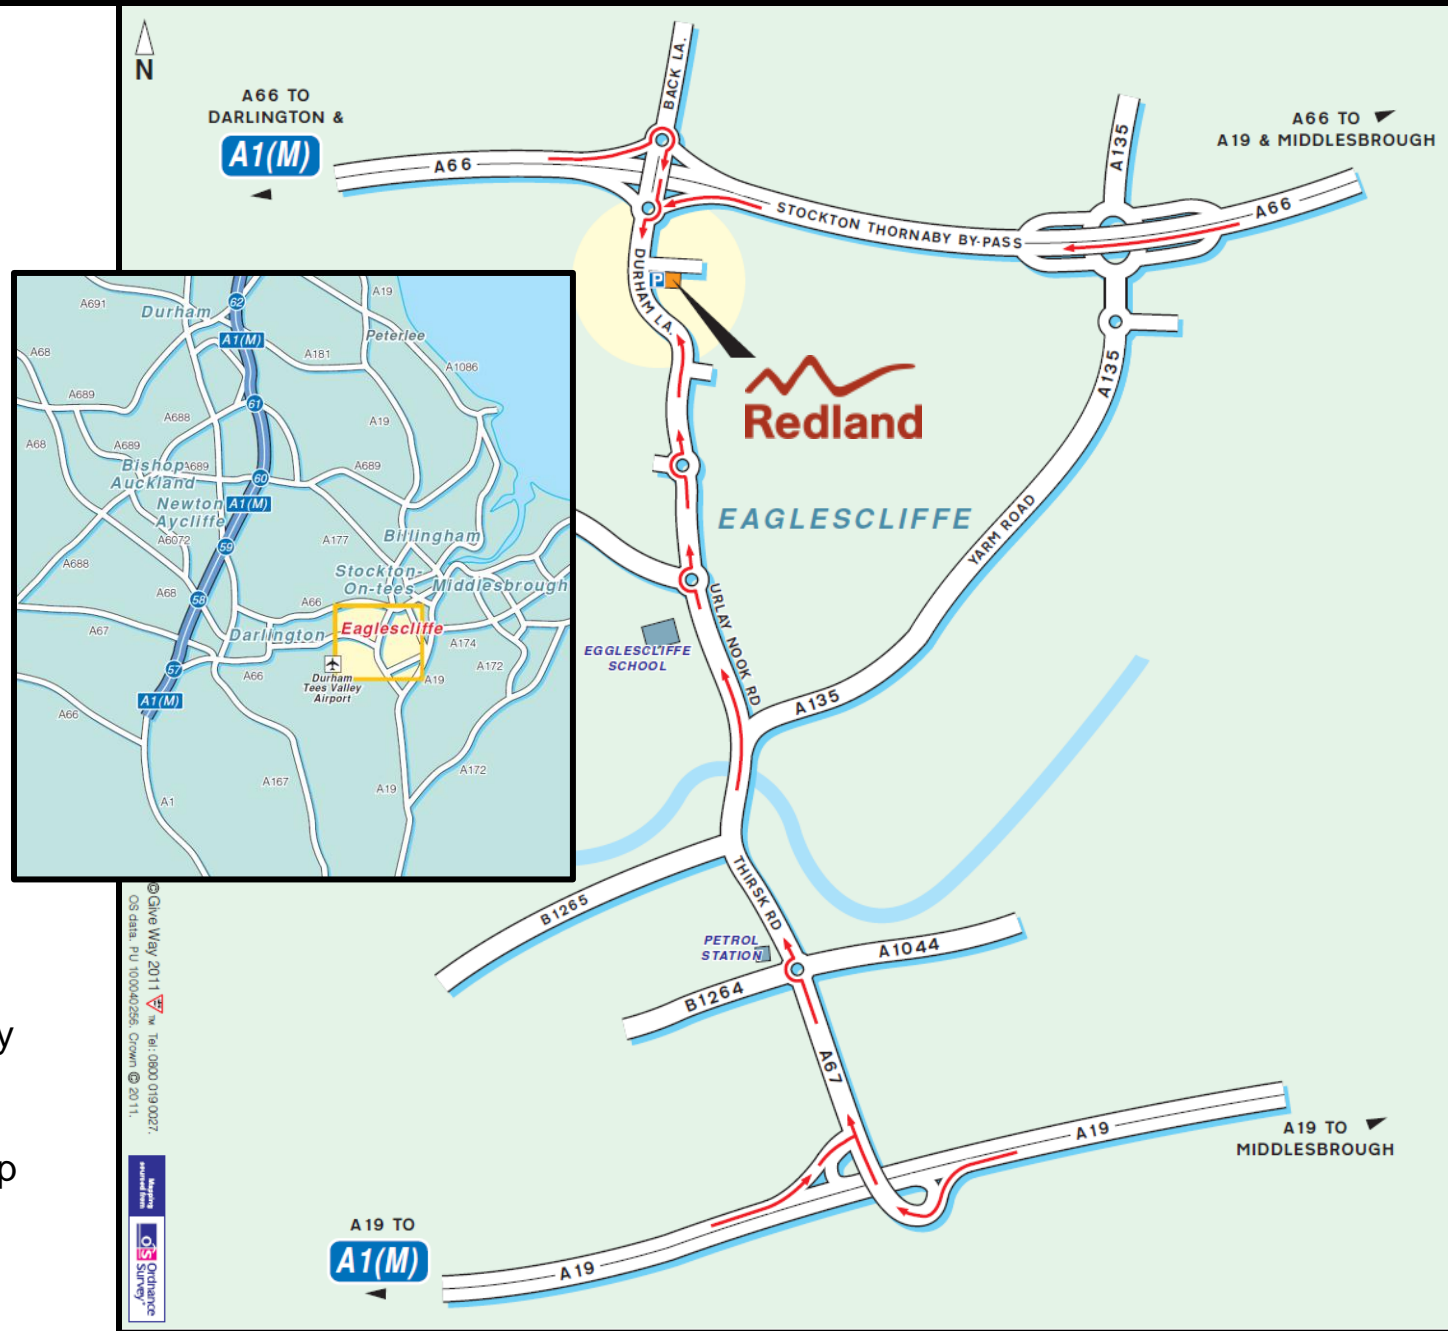 N
A66 TO
DARLINGTON &
A1(M)
A66
BACK LA.
STOCKTON THORNABY BY-PASS
A135
A66 TO
A19 & MIDDLESBROUGH
A66
DURHAM LA.
P
Redland
A135
EAGLESCLIFFE
YARM ROAD
URLAY NOOK RD
EGGLESCLIFFE
SCHOOL
A135
THIRSK RD
B1265
PETROL
STATION
A1044
B1264
A67
A19
A19 TO
MIDDLESBROUGH
A19 TO
A1(M)
A19
A691
Durham
62
A1(M)
A19
Peterlee
A68
A181
A1086
A689
A688
61
A19
A68
A689
Bishop
Auckland
A689
60
A689
Newton
Aycliffe
A1(M)
A6072
59
A177
Billingham
A688
A68
58
Stockton-
On-tees
Middlesbrough
A66
A67
Darlington
Eaglescliffe
A174
57
A66
Durham
Tees Valley
Airport
A19
A172
A1(M)
A66
A167
A172
A19
A1
© Give Way 2011 ™ Tel: 0800 019 0027.
OS data. PU 100040256. Crown © 2011.
Mapping
sourced from
OS Ordnance
Survey®
y
p